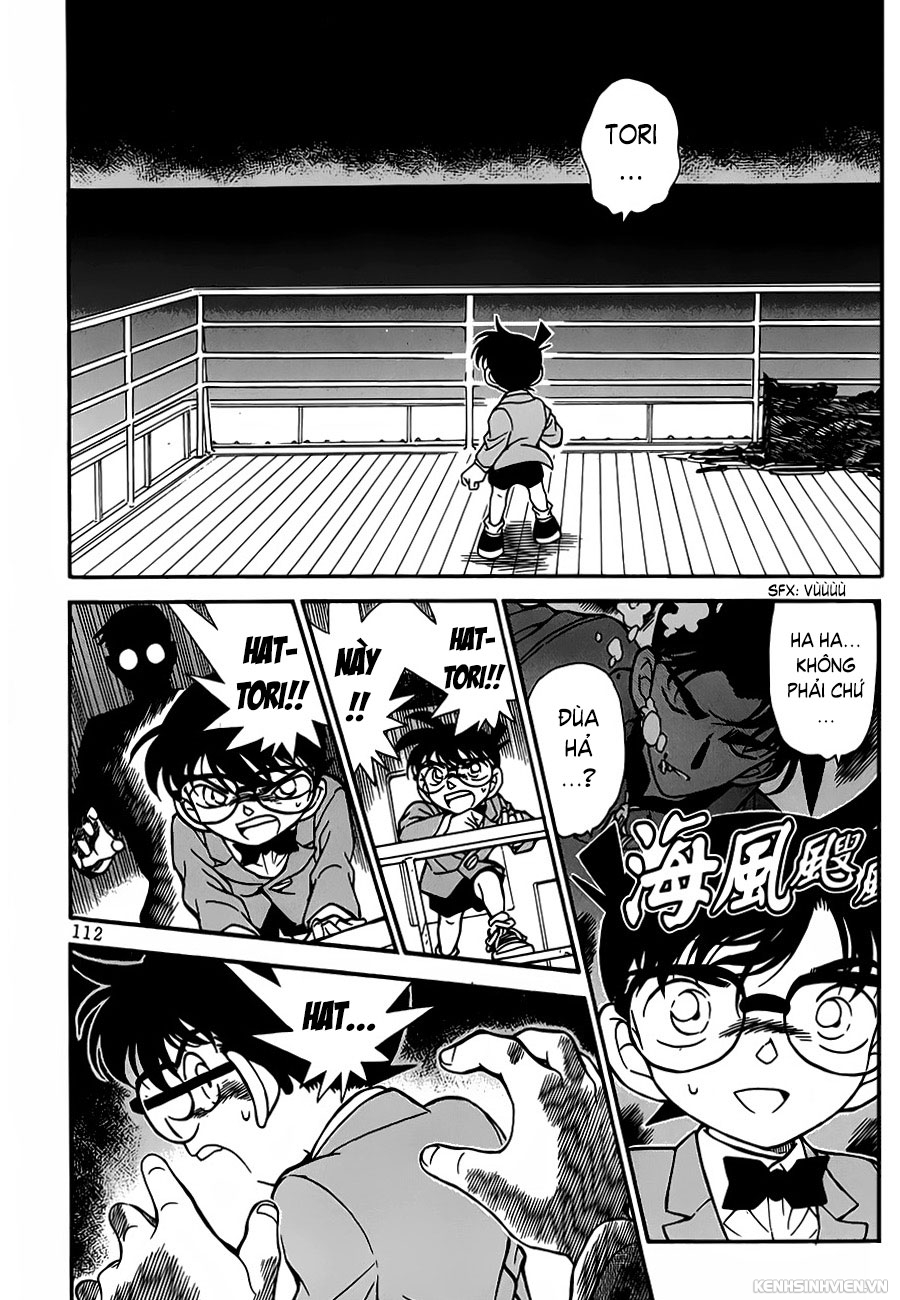 TORI
...
SFX: VÙÙÙÙ
HA HA...
KHÔNG
PHẢI CHỨ
...
ĐÙA
HẢ
...?
海風颼
HAT-
TORI!!
NÀY
!!
HAT-
TORI!!
112
HAT...
KENHSINHVIEN.VN